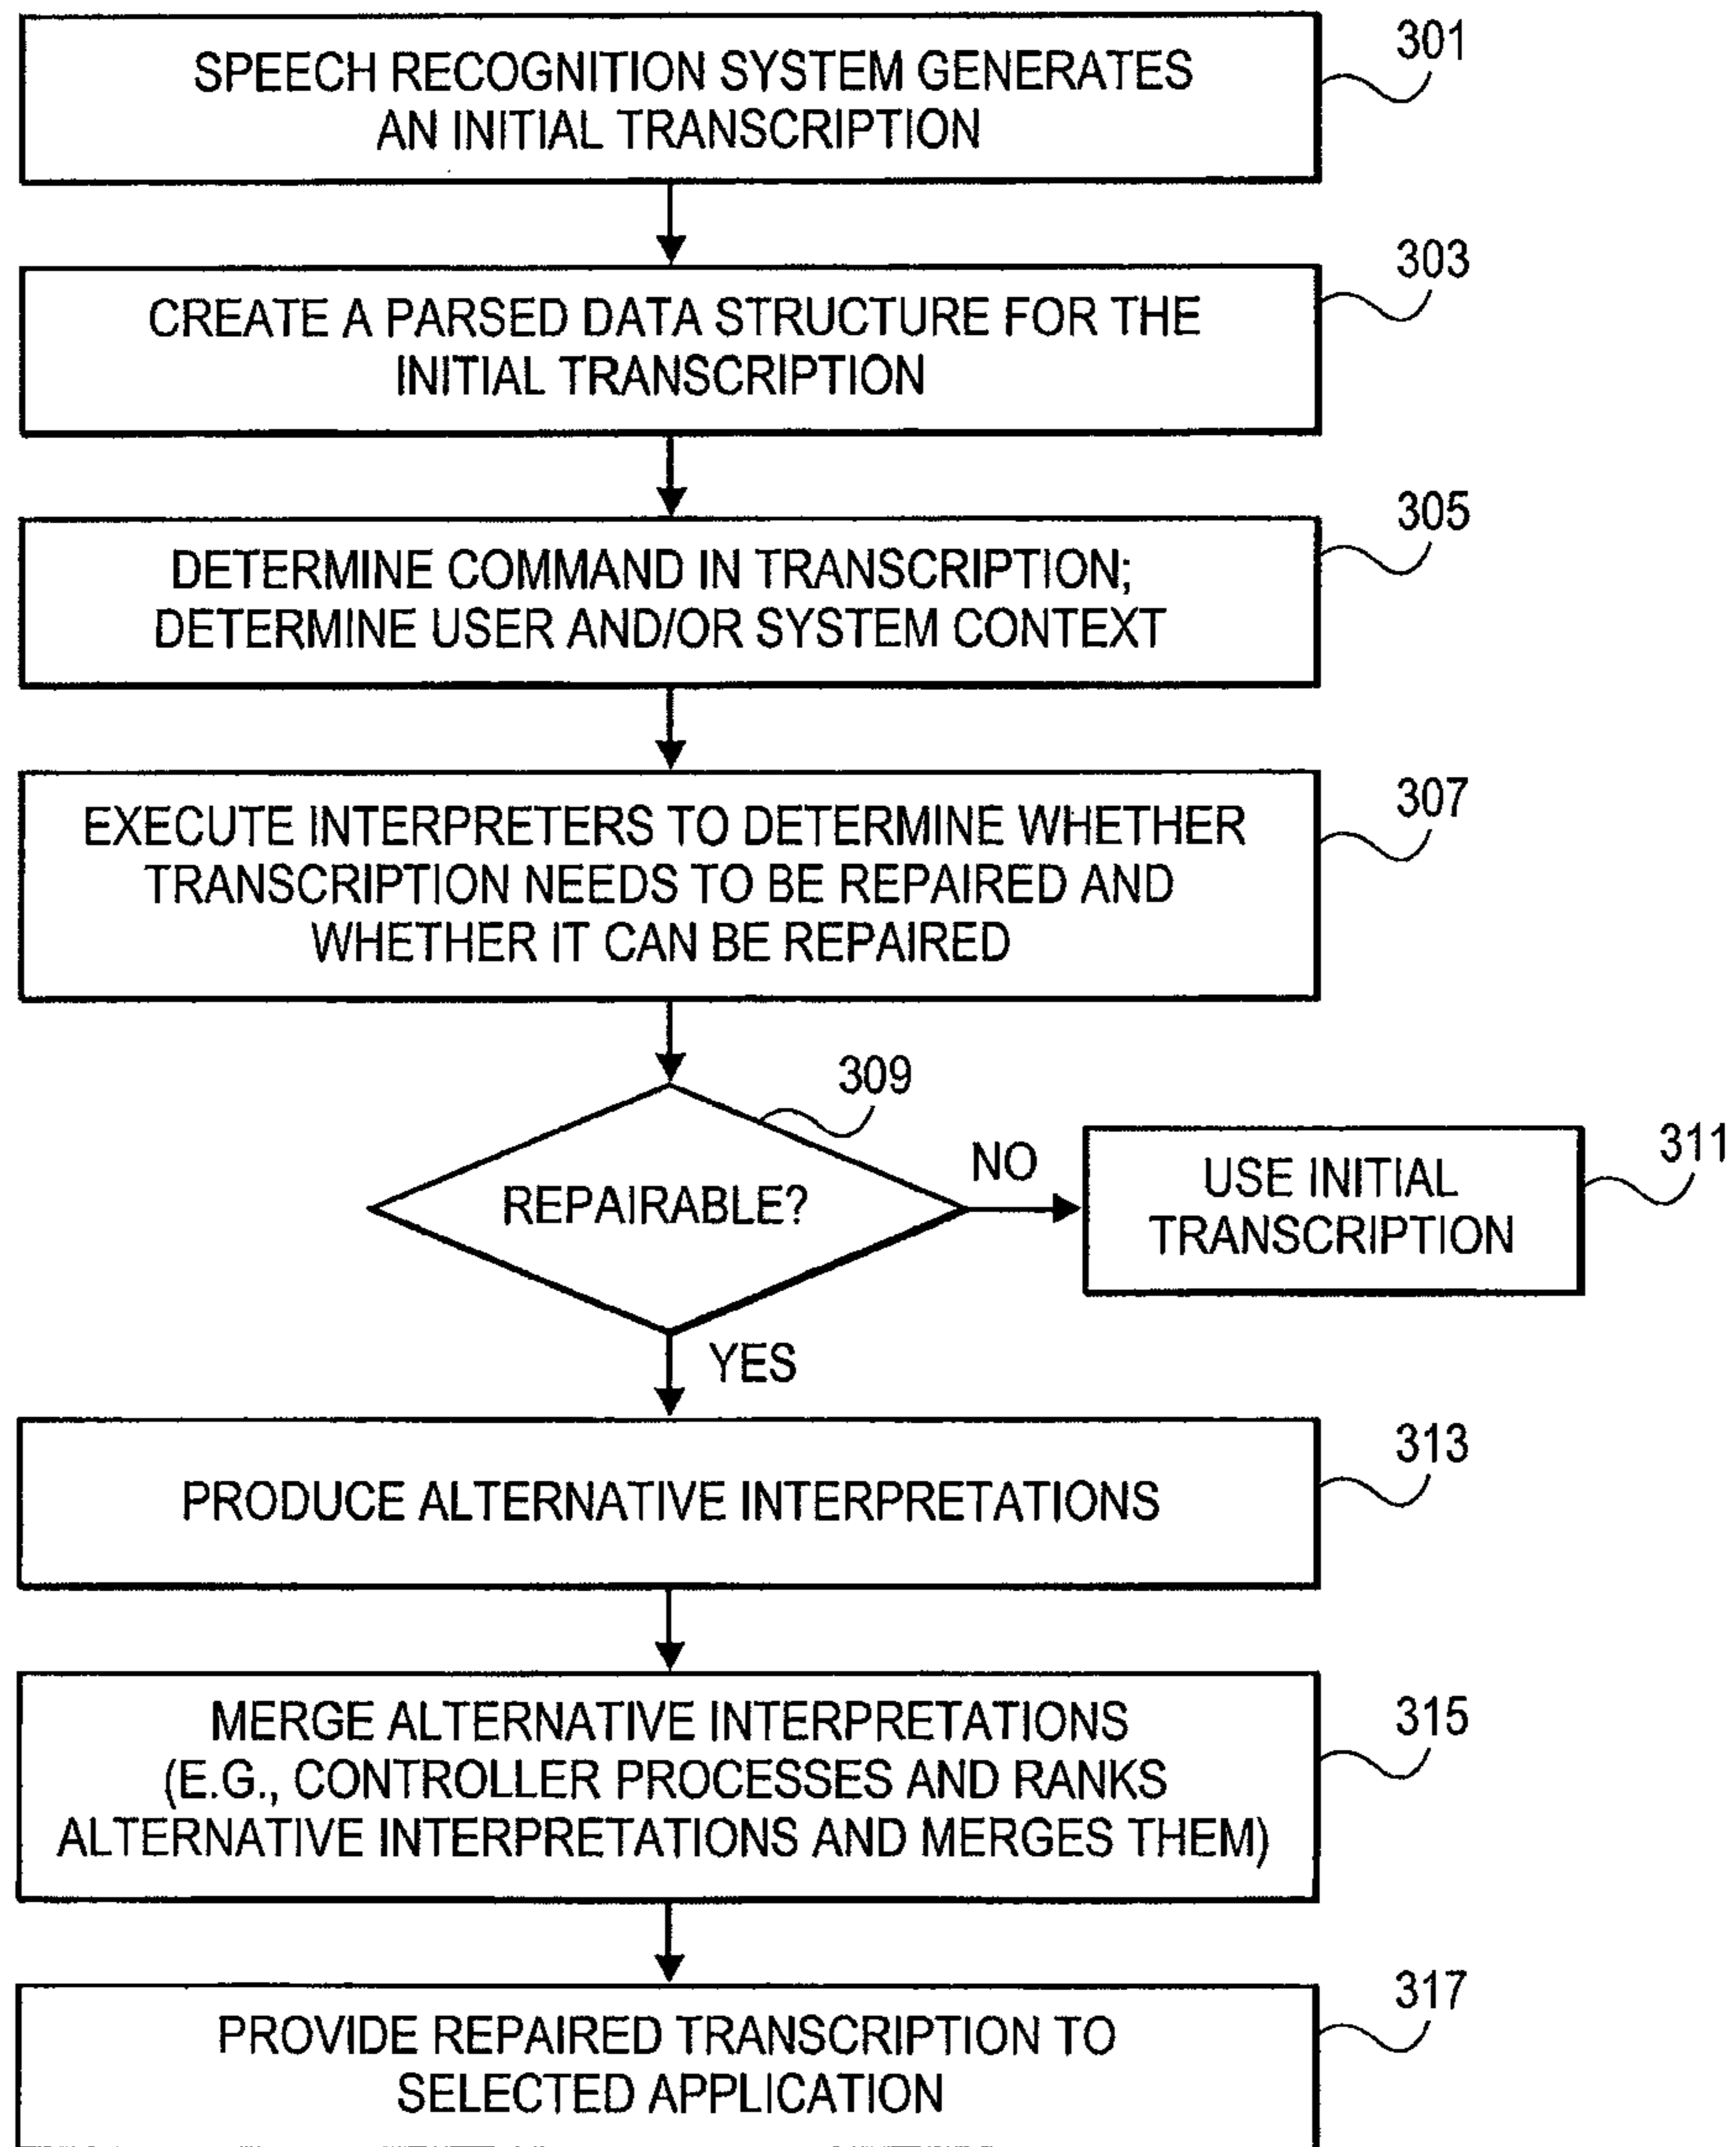 301
SPEECH RECOGNITION SYSTEM GENERATES
AN INITIAL TRANSCRIPTION
303
CREATE A PARSED DATA STRUCTURE FOR THE
INITIAL TRANSCRIPTION
305
DETERMINE COMMAND IN TRANSCRIPTION;
DETERMINE USER AND/OR SYSTEM CONTEXT
307
EXECUTE INTERPRETERS TO DETERMINE WHETHER
TRANSCRIPTION NEEDS TO BE REPAIRED AND
WHETHER IT CAN BE REPAIRED
309
REPAIRABLE?
NO
311
USE INITIAL
TRANSCRIPTION
YES
313
PRODUCE ALTERNATIVE INTERPRETATIONS
315
MERGE ALTERNATIVE INTERPRETATIONS
(E.G., CONTROLLER PROCESSES AND RANKS
ALTERNATIVE INTERPRETATIONS AND MERGES THEM)
317
PROVIDE REPAIRED TRANSCRIPTION TO
SELECTED APPLICATION